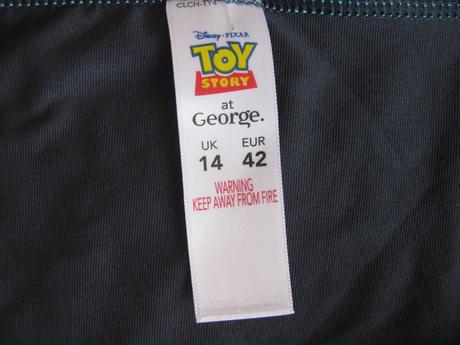 CLCH-TY4
Disney · PIXAR
TOY
STORY
at
George.
UK EUR
14 42
WARNING
KEEP AWAY FROM FIRE